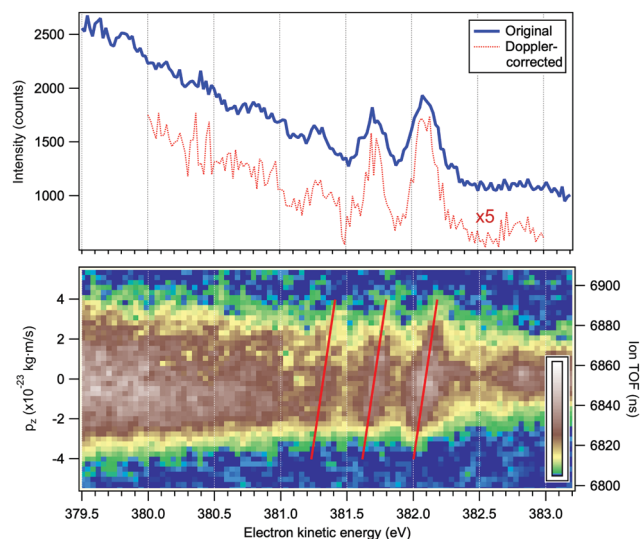 2500
2000
1500
1000
Intensity (counts)
Original
Doppler-
corrected
x5
4
2
0
-2
-4
p_z (x10⁻²³ kg·m/s)
6900
6880
6860
6840
6820
6800
Ion TOF (ns)
379.5
380.0
380.5
381.0
381.5
382.0
382.5
383.0
Electron kinetic energy (eV)